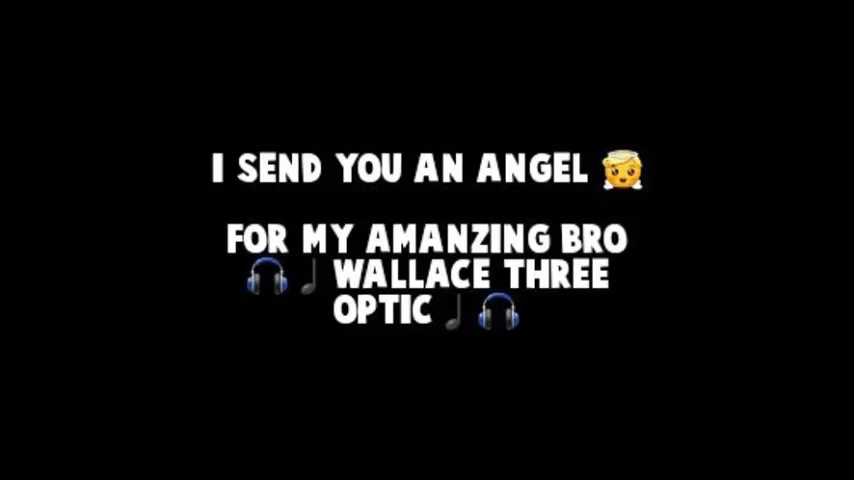 I SEND YOU AN ANGEL 😇
FOR MY AMANZING BRO
🎧♩ WALLACE THREE
OPTIC ♩🎧